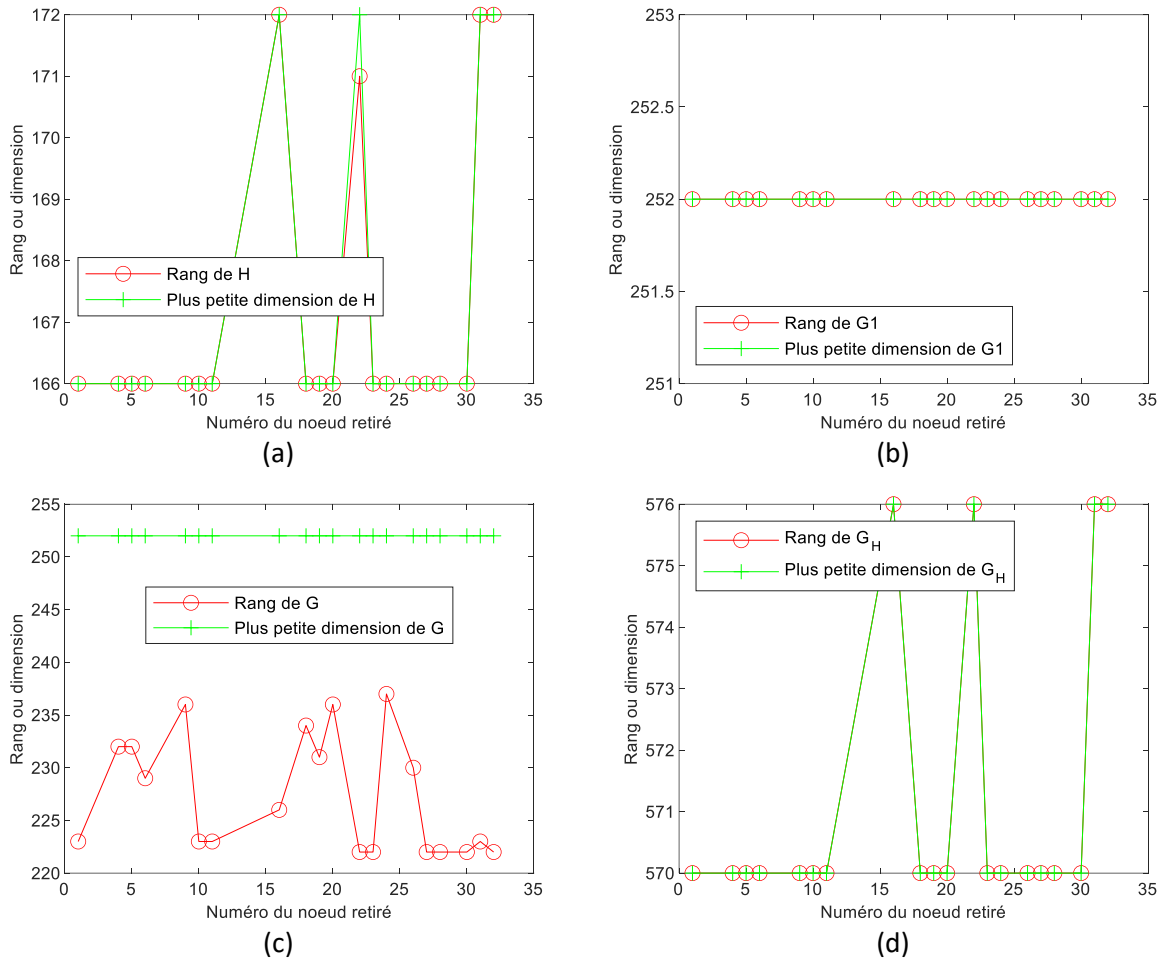 172
171
170
169
168
167
166
Rang ou dimension
Rang de H
Plus petite dimension de H
0 5 10 15 20 25 30 35
Numéro du noeud retiré
(a)
253
252.5
252
251.5
251
Rang ou dimension
Rang de G1
Plus petite dimension de G1
0 5 10 15 20 25 30 35
Numéro du noeud retiré
(b)
255
250
245
240
235
230
225
220
Rang ou dimension
Rang de G
Plus petite dimension de G
0 5 10 15 20 25 30 35
Numéro du noeud retiré
(c)
576
575
574
573
572
571
570
Rang ou dimension
Rang de G_H
Plus petite dimension de G_H
0 5 10 15 20 25 30 35
Numéro du noeud retiré
(d)